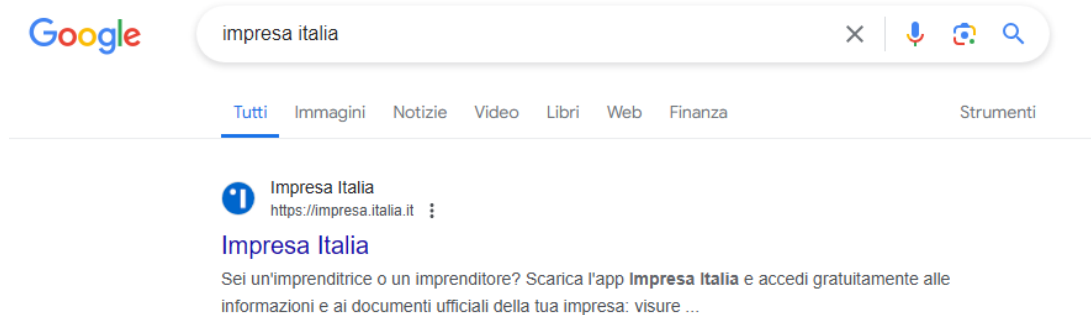 Google
impresa italia
Tutti Immagini Notizie Video Libri Web Finanza Strumenti
Impresa Italia
https://impresa.italia.it
Impresa Italia
Sei un'imprenditrice o un imprenditore? Scarica l'app Impresa Italia e accedi gratuitamente alle
informazioni e ai documenti ufficiali della tua impresa: visure ...